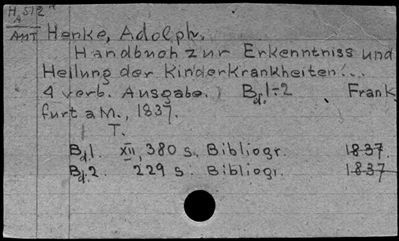 H 512
A
AMT Henke, Adolph.
Handbuch zur Erkenntniss und
Heilung der Kinderkrankheiten...
4 verb. Ausgabe. Bd. 1-2 Frank
furt a M., 1837.
T.
Bd. 1. XII, 380 s. Bibliogr. 1837.
Bd. 2. 229 s. Bibliogr. 1837